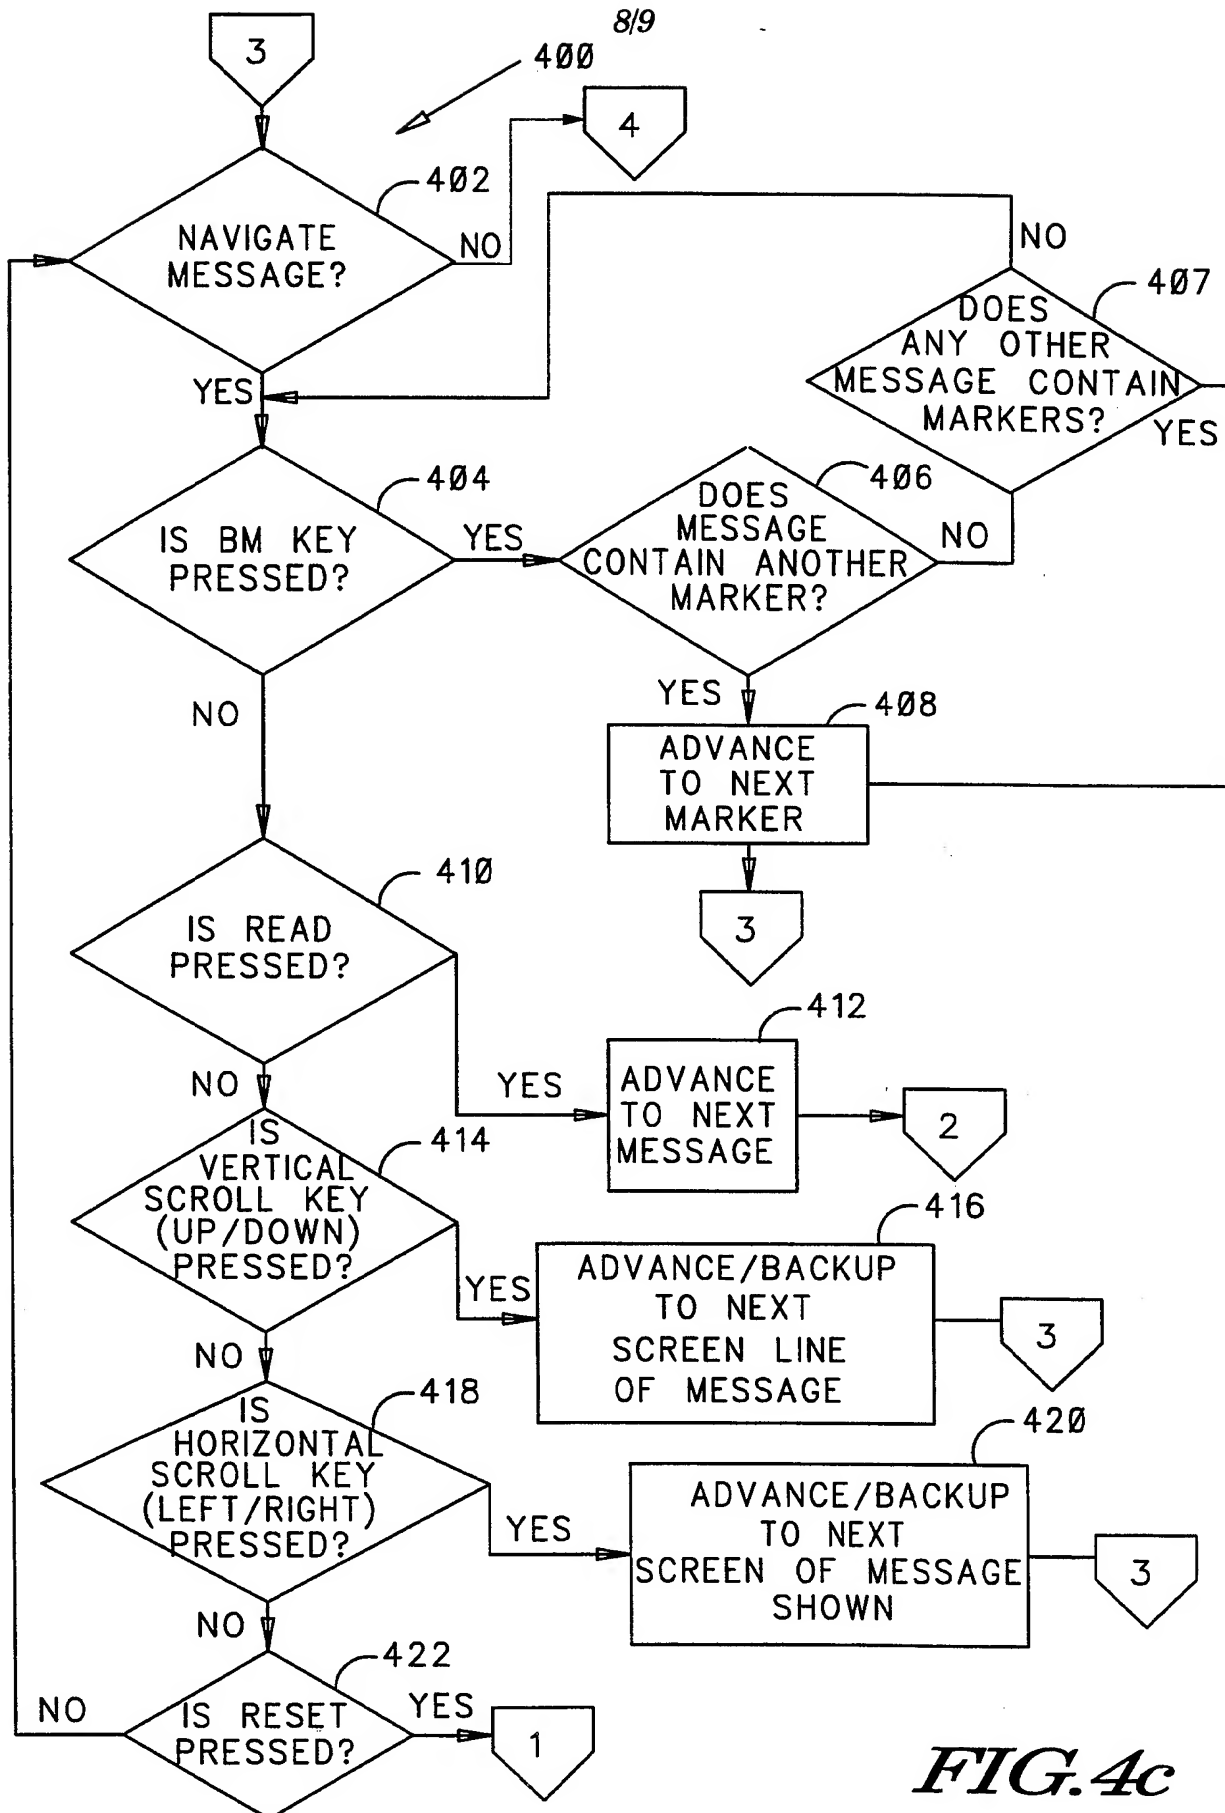 8/9
3
400
4
402
NAVIGATE
MESSAGE?
NO
NO
407
DOES
ANY OTHER
MESSAGE CONTAIN
MARKERS?
YES
YES
404
IS BM KEY
PRESSED?
YES
406
DOES
MESSAGE
CONTAIN ANOTHER
MARKER?
NO
NO
YES
408
ADVANCE
TO NEXT
MARKER
3
410
IS READ
PRESSED?
NO
YES
412
ADVANCE
TO NEXT
MESSAGE
2
414
IS
VERTICAL
SCROLL KEY
(UP/DOWN)
PRESSED?
YES
416
ADVANCE/BACKUP
TO NEXT
SCREEN LINE
OF MESSAGE
3
NO
418
IS
HORIZONTAL
SCROLL KEY
(LEFT/RIGHT)
PRESSED?
YES
420
ADVANCE/BACKUP
TO NEXT
SCREEN OF MESSAGE
SHOWN
3
NO
422
IS RESET
PRESSED?
NO
YES
1
FIG.4c